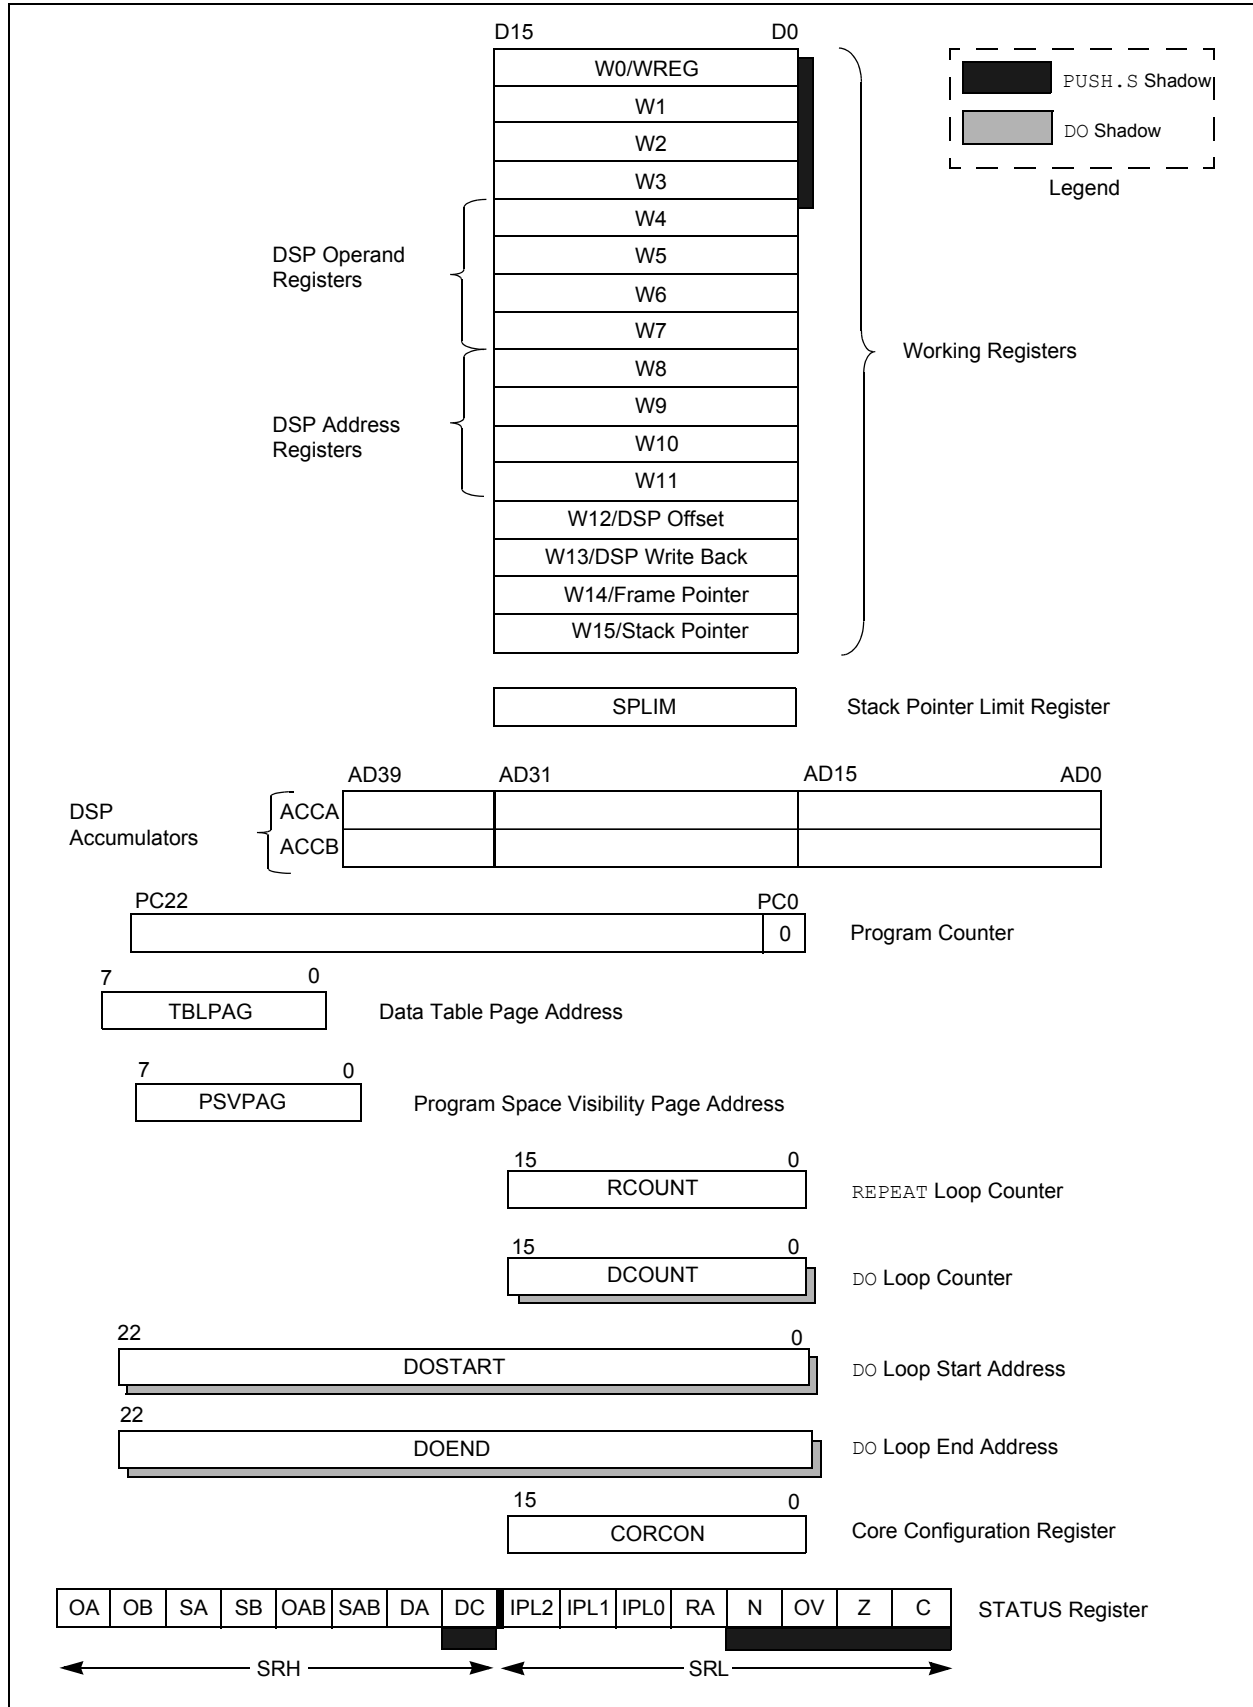 D15 D0
W0/WREG
W1
W2
W3
W4
W5
W6
W7
W8
W9
W10
W11
W12/DSP Offset
W13/DSP Write Back
W14/Frame Pointer
W15/Stack Pointer
PUSH.S Shadow
DO Shadow
Legend
DSP Operand
Registers
DSP Address
Registers
Working Registers
SPLIM Stack Pointer Limit Register
AD39 AD31 AD15 AD0
DSP
Accumulators
ACCA
ACCB
PC22 PC0
0 Program Counter
7 0
TBLPAG Data Table Page Address
7 0
PSVPAG Program Space Visibility Page Address
15 0
RCOUNT REPEAT Loop Counter
15 0
DCOUNT DO Loop Counter
22 0
DOSTART DO Loop Start Address
22
DOEND DO Loop End Address
15 0
CORCON Core Configuration Register
OA OB SA SB OAB SAB DA DC IPL2 IPL1 IPL0 RA N OV Z C STATUS Register
SRH SRL